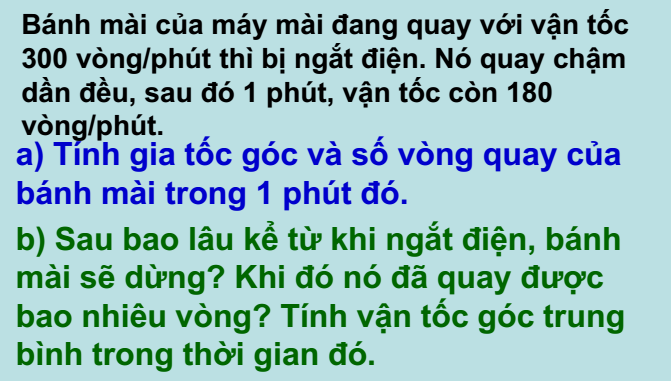 Bánh mài của máy mài đang quay với vận tốc
300 vòng/phút thì bị ngắt điện. Nó quay chậm
dần đều, sau đó 1 phút, vận tốc còn 180
vòng/phút.
a) Tính gia tốc góc và số vòng quay của
bánh mài trong 1 phút đó.
b) Sau bao lâu kể từ khi ngắt điện, bánh
mài sẽ dừng? Khi đó nó đã quay được
bao nhiêu vòng? Tính vận tốc góc trung
bình trong thời gian đó.